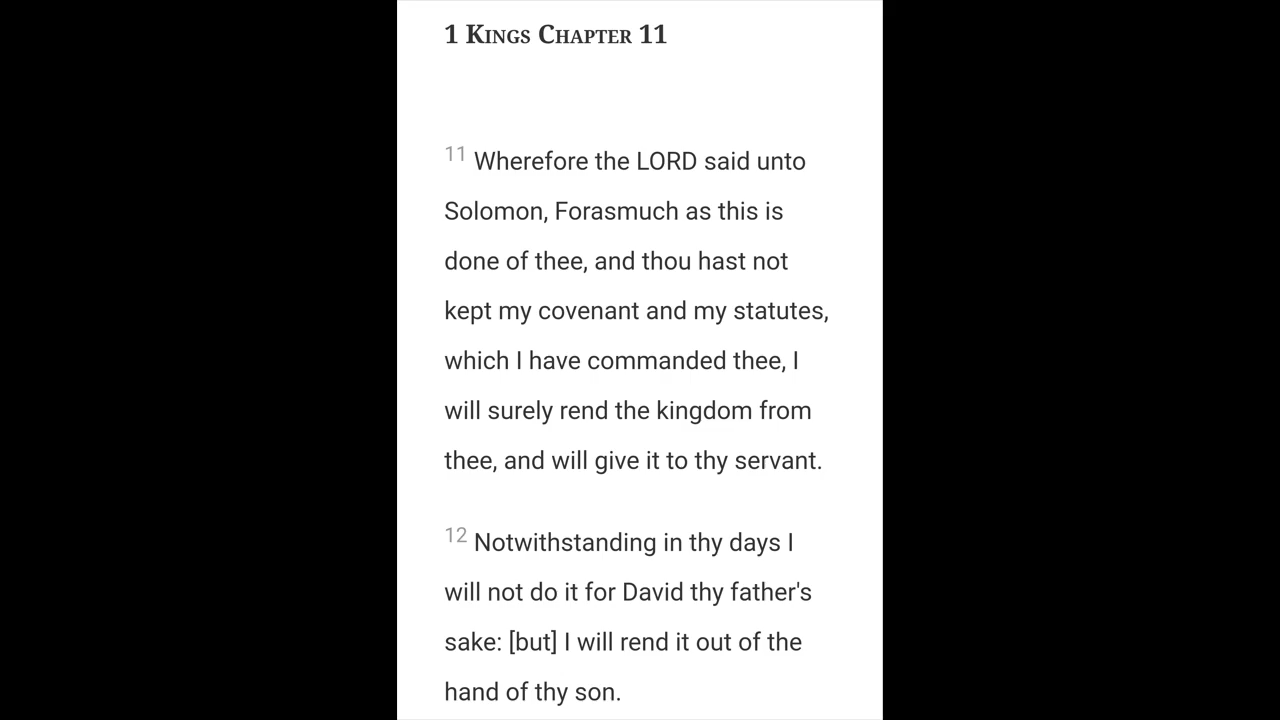 1 Kings Chapter 11
11 Wherefore the LORD said unto
Solomon, Forasmuch as this is
done of thee, and thou hast not
kept my covenant and my statutes,
which I have commanded thee, I
will surely rend the kingdom from
thee, and will give it to thy servant.
12 Notwithstanding in thy days I
will not do it for David thy father's
sake: [but] I will rend it out of the
hand of thy son.